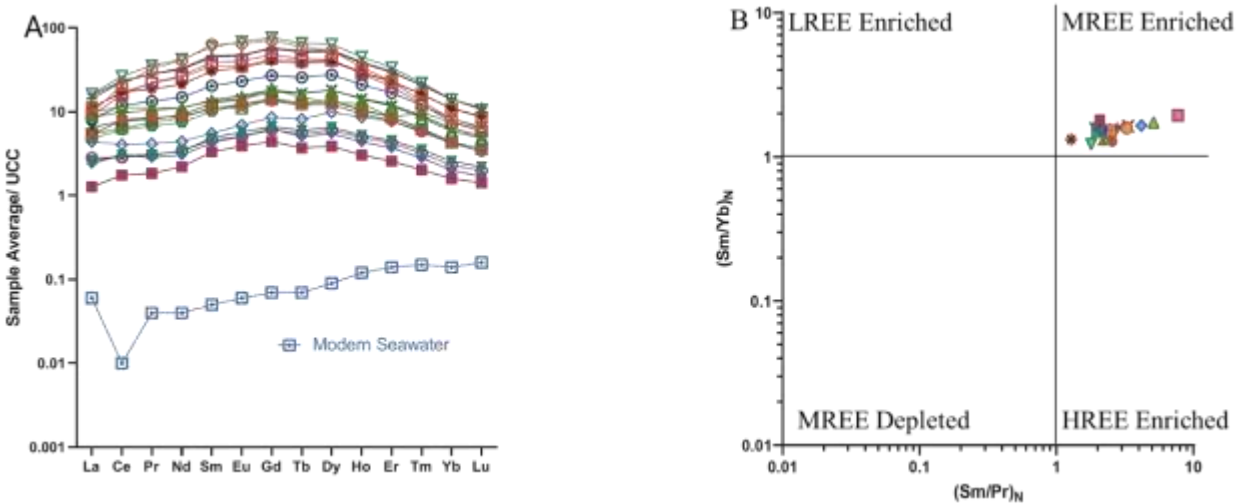 A
100
10
1
0.1
0.01
0.001
Sample Average/ UCC
Modern Seawater
La Ce Pr Nd Sm Eu Gd Tb Dy Ho Er Tm Yb Lu
B
LREE Enriched
MREE Enriched
10
1
0.1
0.01
(Sm/Yb)N
MREE Depleted
HREE Enriched
0.01 0.1 1 10
(Sm/Pr)N